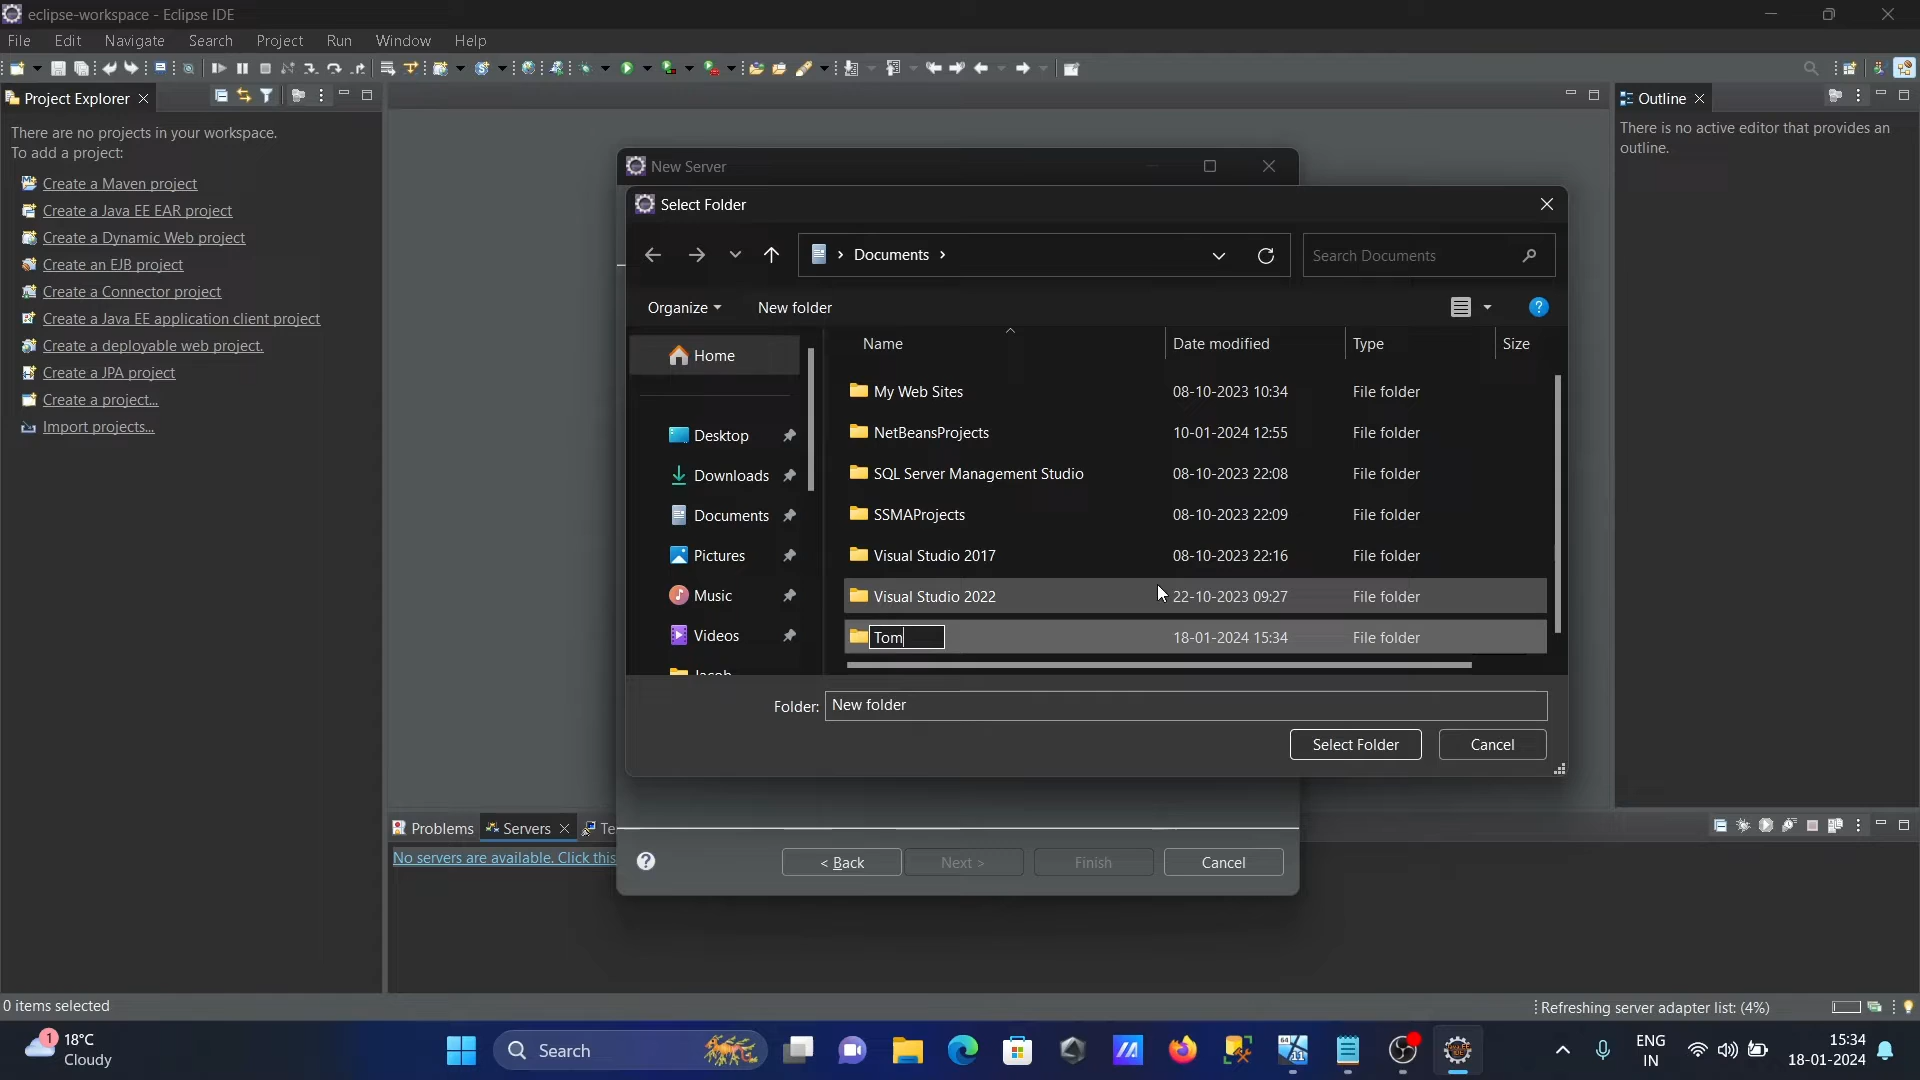 eclipse-workspace - Eclipse IDE
File Edit Navigate Search Project Run Window Help
Project Explorer
There are no projects in your workspace.
To add a project:
Create a Maven project
Create a Java EE EAR project
Create a Dynamic Web project
Create an EJB project
Create a Connector project
Create a Java EE application client project
Create a deployable web project.
Create a JPA project
Create a project...
Import projects...
New Server
Select Folder
Documents
Search Documents
Organize New folder
Home
Desktop
Downloads
Documents
Pictures
Music
Videos
Name Date modified Type Size
My Web Sites 08-10-2023 10:34 File folder
NetBeansProjects 10-01-2024 12:55 File folder
SQL Server Management Studio 08-10-2023 22:08 File folder
SSMAProjects 08-10-2023 22:09 File folder
Visual Studio 2017 08-10-2023 22:16 File folder
Visual Studio 2022 22-10-2023 09:27 File folder
Tom 18-01-2024 15:34 File folder
Folder: New folder
Select Folder Cancel
< Back Next > Finish Cancel
Outline
There is no active editor that provides an
outline.
Problems Servers Te
No servers are available. Click this
0 items selected
Refreshing server adapter list: (4%)
1 18°C
Cloudy
Search
64
11
ENG
IN
15:34
18-01-2024